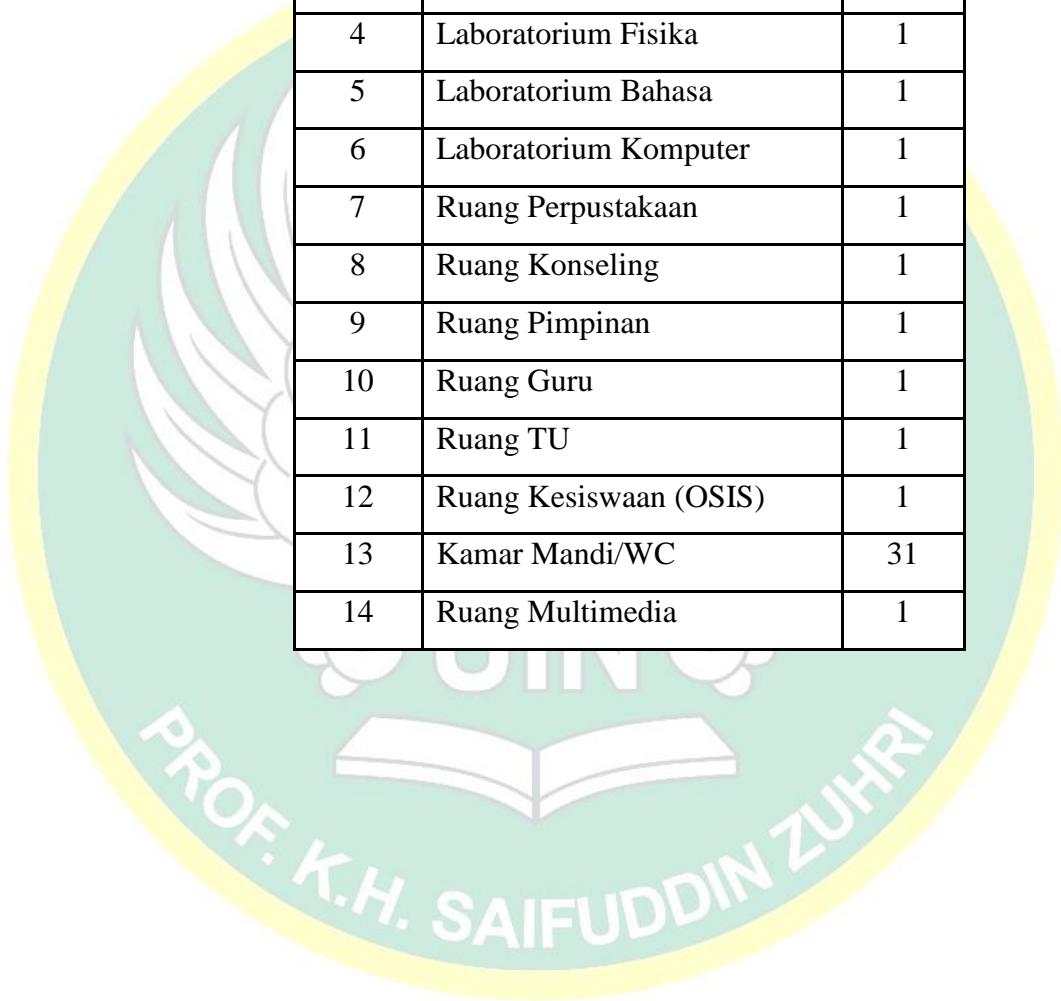 4 Laboratorium Fisika 1
5 Laboratorium Bahasa 1
6 Laboratorium Komputer 1
7 Ruang Perpustakaan 1
8 Ruang Konseling 1
9 Ruang Pimpinan 1
10 Ruang Guru 1
11 Ruang TU 1
12 Ruang Kesiswaan (OSIS) 1
13 Kamar Mandi/WC 31
14 Ruang Multimedia 1
UIN
PROF. K.H. SAIFUDDIN ZUHRI